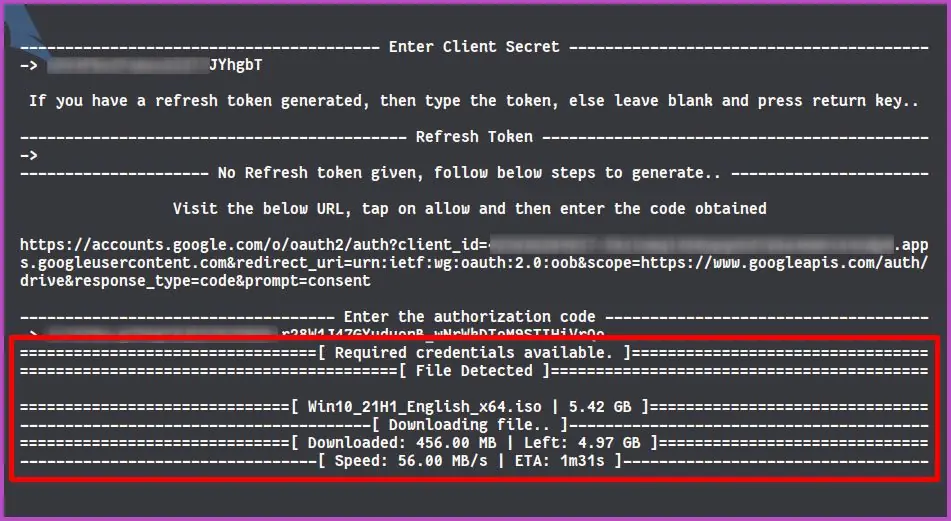 ---------------------------------------- Enter Client Secret ----------------------------------------
-> JYhgbT
If you have a refresh token generated, then type the token, else leave blank and press return key..
------------------------------------------- Refresh Token -------------------------------------------
->
--------------------- No Refresh token given, follow below steps to generate.. ----------------------
Visit the below URL, tap on allow and then enter the code obtained
https://accounts.google.com/o/oauth2/auth?client_id= .app
s.googleusercontent.com&redirect_uri=urn:ietf:wg:oauth:2.0:oob&scope=https://www.googleapis.com/auth/
drive&response_type=code&prompt=consent
----------------------------------- Enter the authorization code ------------------------------------
->
=================================[ Required credentials available. ]=================================
==========================================[ File Detected ]==========================================
==============================[ Win10_21H1_English_x64.iso | 5.42 GB ]===============================
---------------------------------------[ Downloading file.. ]----------------------------------------
==============================[ Downloaded: 456.00 MB | Left: 4.97 GB ]==============================
---------------------------------[ Speed: 56.00 MB/s | ETA: 1m31s ]----------------------------------